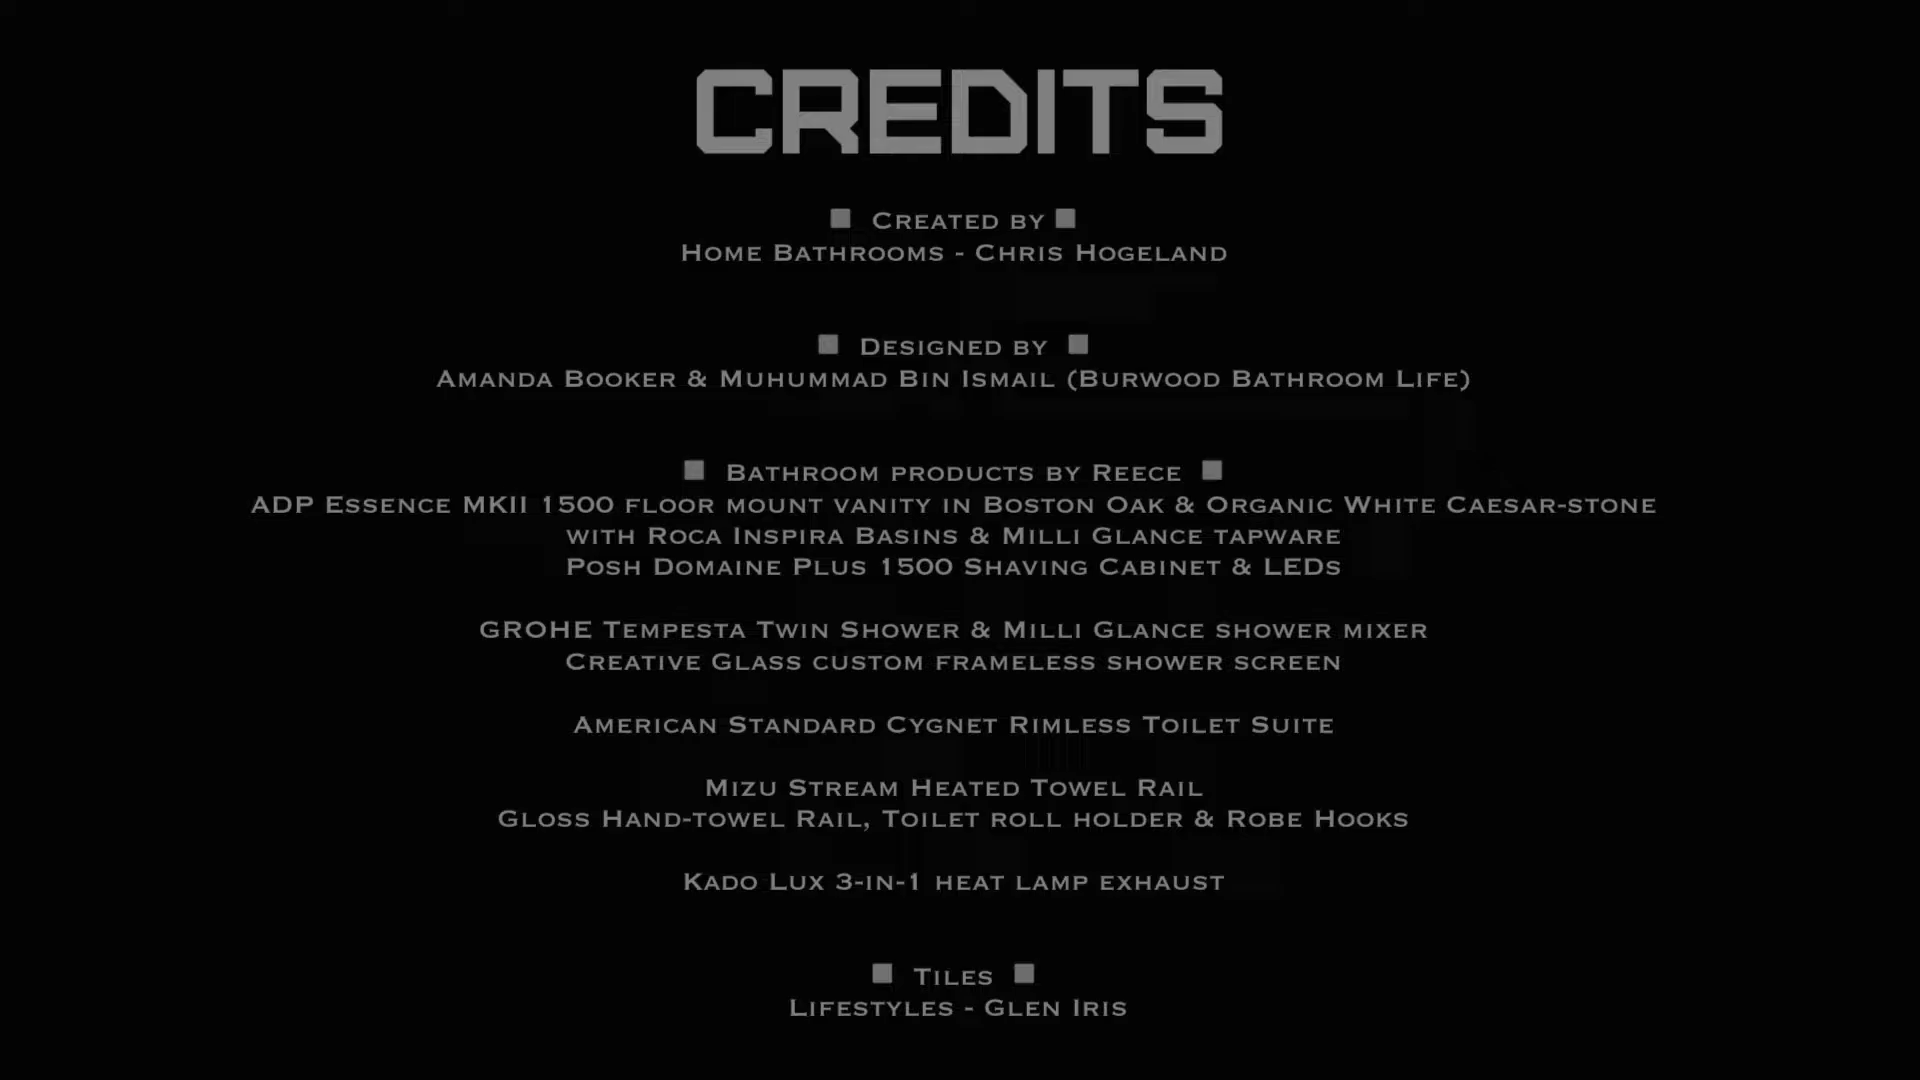 CREDITS
■ Created by ■
Home Bathrooms - Chris Hogeland
■ Designed by ■
Amanda Booker & Muhummad Bin Ismail (Burwood Bathroom Life)
■ Bathroom products by Reece ■
ADP Essence MKII 1500 floor mount vanity in Boston Oak & Organic White Caesar-stone
with Roca Inspira Basins & Milli Glance tapware
Posh Domaine Plus 1500 Shaving Cabinet & LEDs
GROHE Tempesta Twin Shower & Milli Glance shower mixer
Creative Glass custom frameless shower screen
American Standard Cygnet Rimless Toilet Suite
Mizu Stream Heated Towel Rail
Gloss Hand-towel Rail, Toilet roll holder & Robe Hooks
Kado Lux 3-in-1 heat lamp exhaust
■ Tiles ■
Lifestyles - Glen Iris